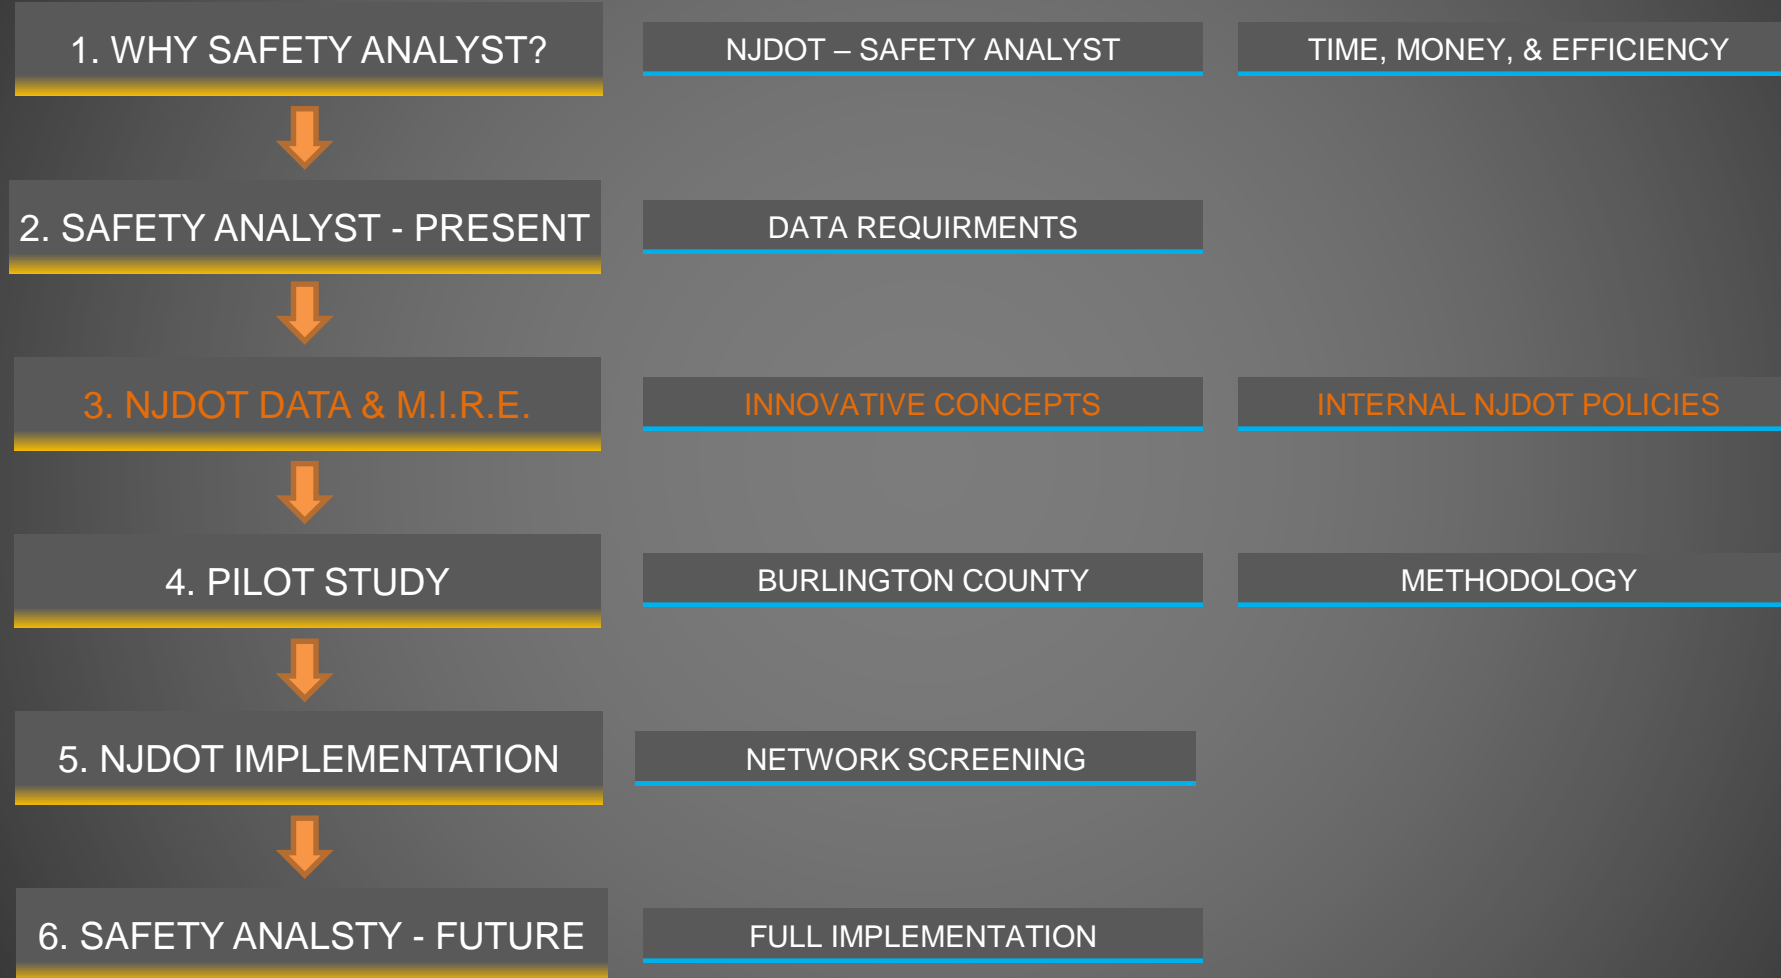 1. WHY SAFETY ANALYST?
NJDOT – SAFETY ANALYST
TIME, MONEY, & EFFICIENCY
2. SAFETY ANALYST - PRESENT
DATA REQUIRMENTS
3. NJDOT DATA & M.I.R.E.
INNOVATIVE CONCEPTS
INTERNAL NJDOT POLICIES
4. PILOT STUDY
BURLINGTON COUNTY
METHODOLOGY
5. NJDOT IMPLEMENTATION
NETWORK SCREENING
6. SAFETY ANALSTY - FUTURE
FULL IMPLEMENTATION